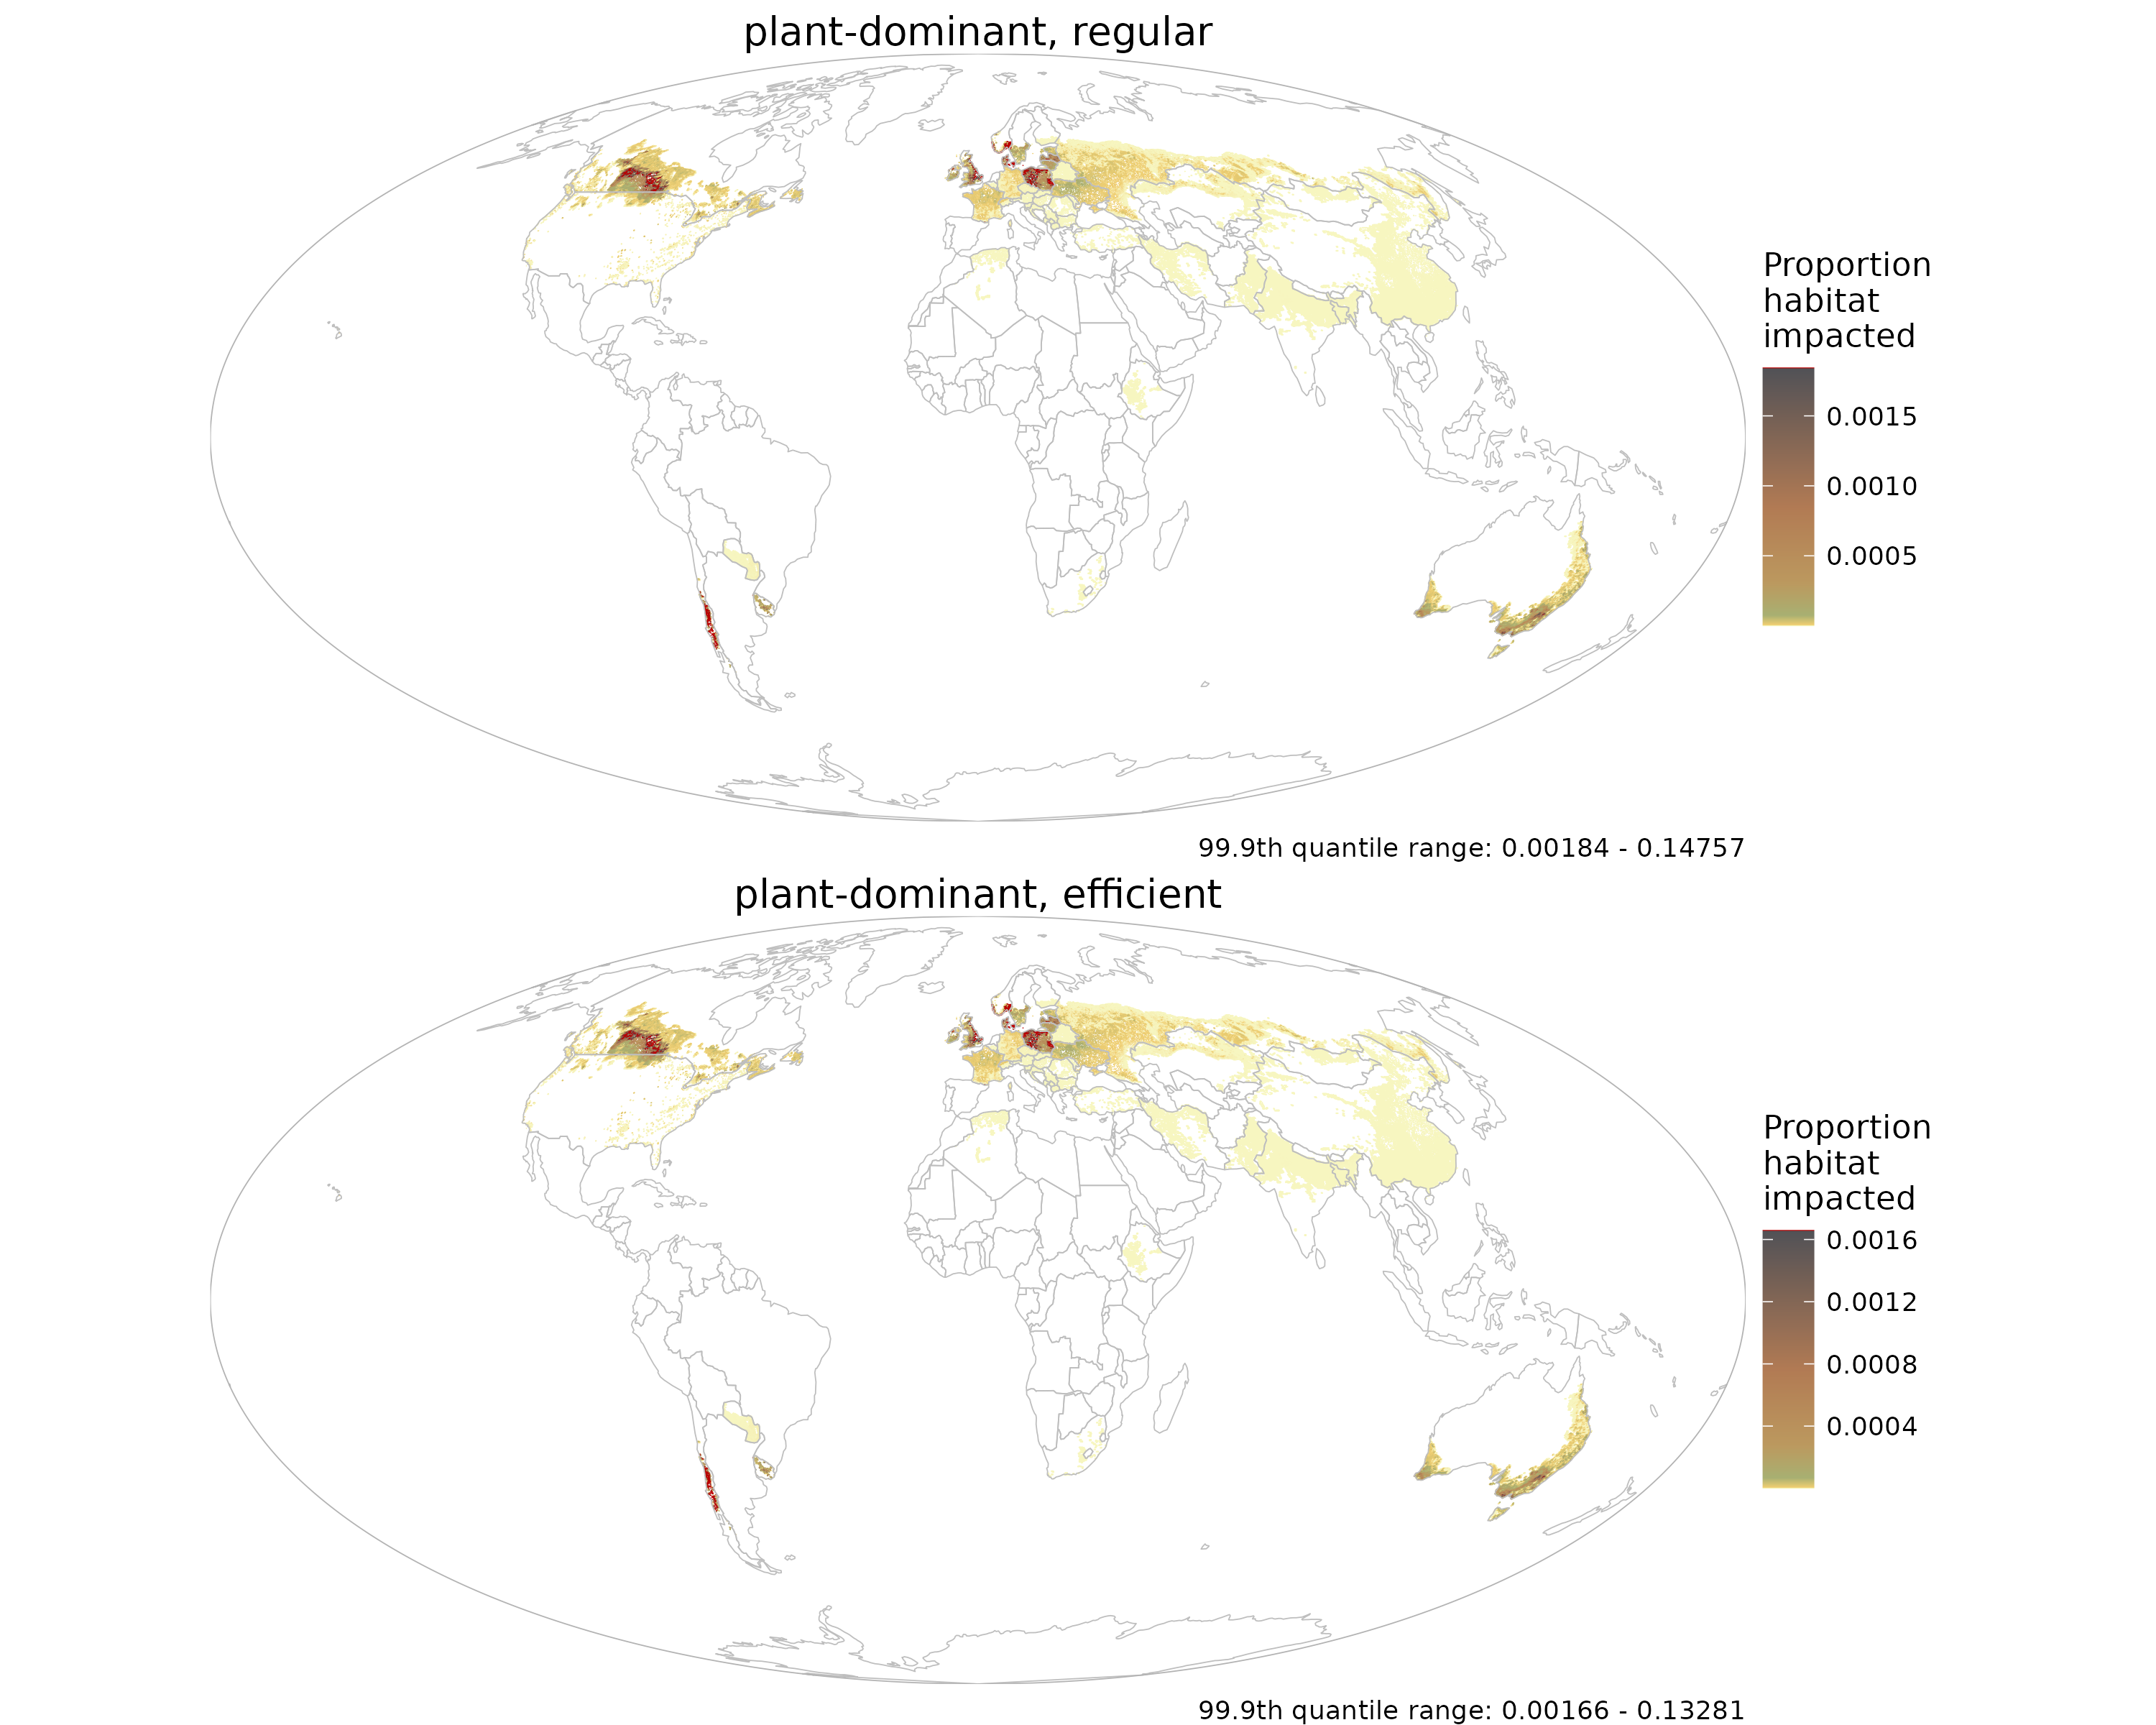 plant-dominant, regular
Proportion
habitat
impacted
0.0015
0.0010
0.0005
99.9th quantile range: 0.00184 - 0.14757
plant-dominant, efficient
Proportion
habitat
impacted
0.0016
0.0012
0.0008
0.0004
99.9th quantile range: 0.00166 - 0.13281